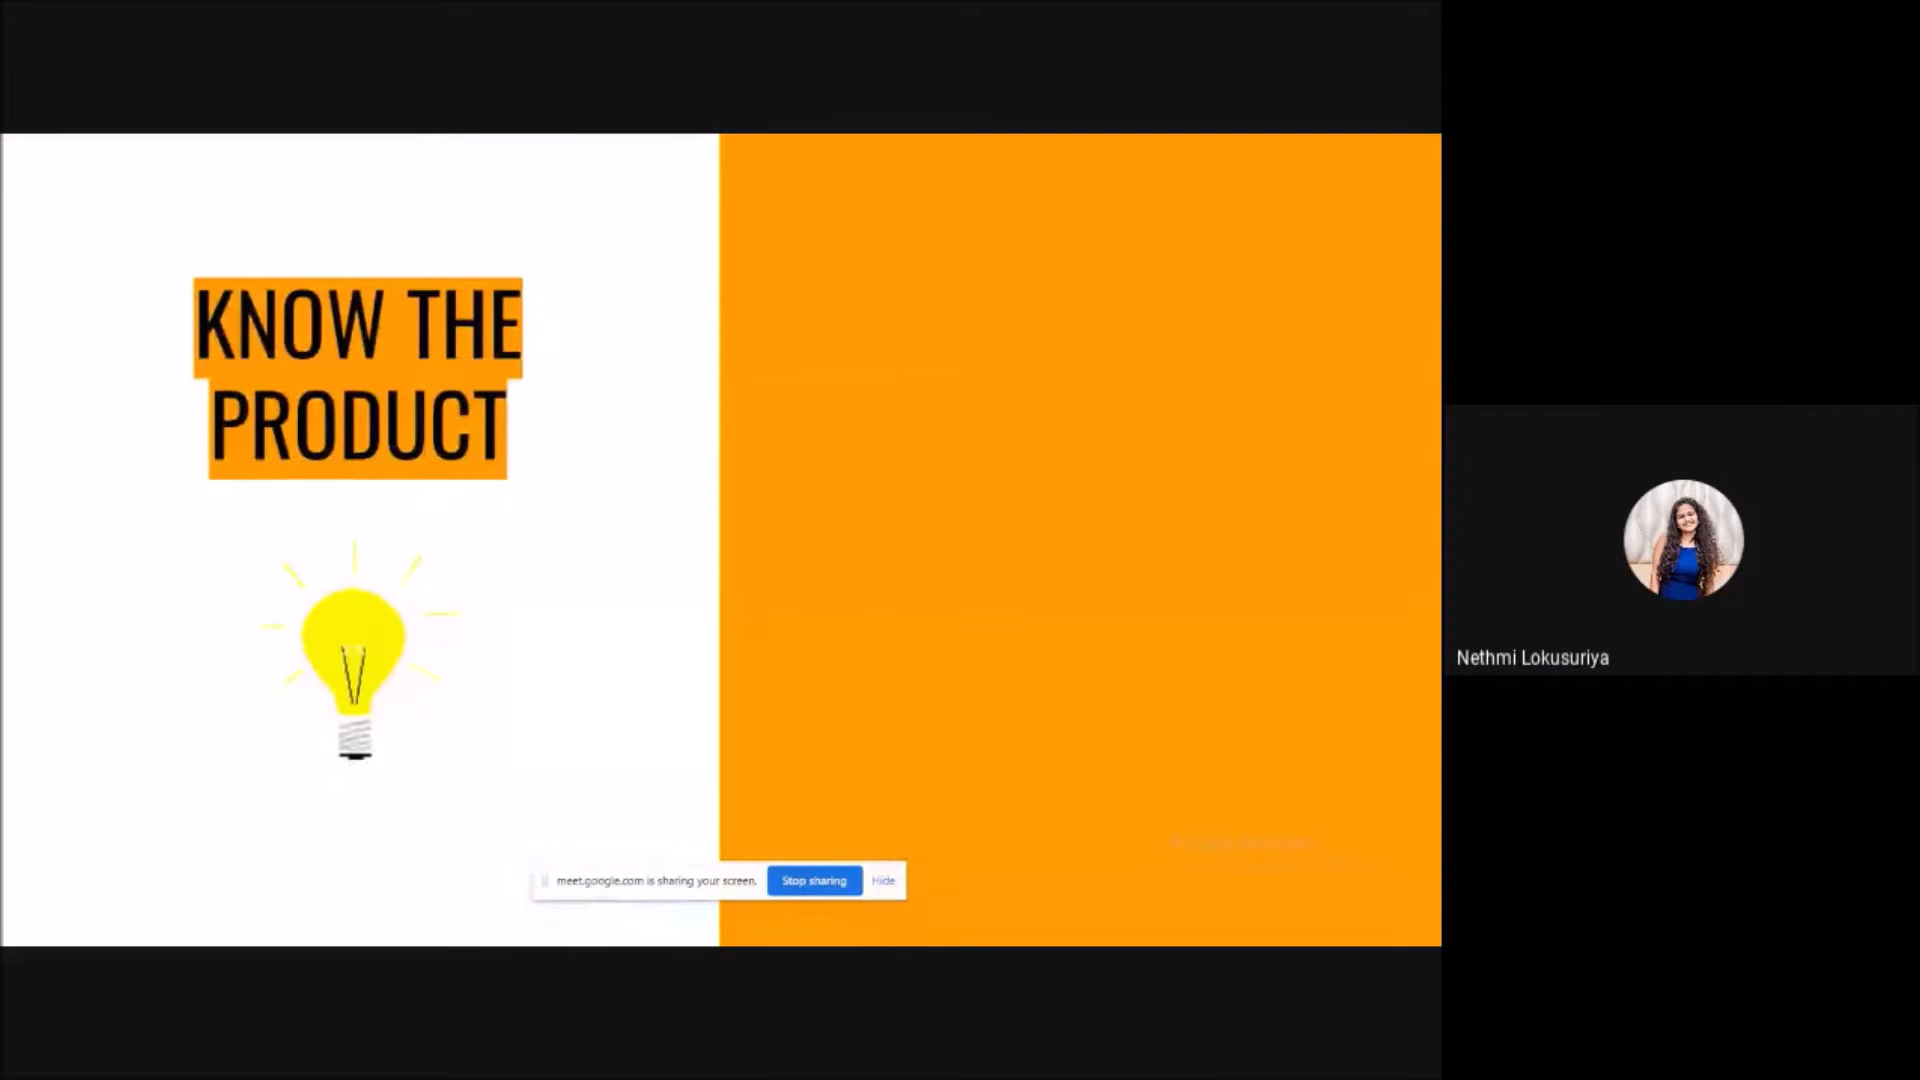 KNOW THE
PRODUCT
meet.google.com is sharing your screen. Stop sharing Hide
Nethmi Lokusuriya